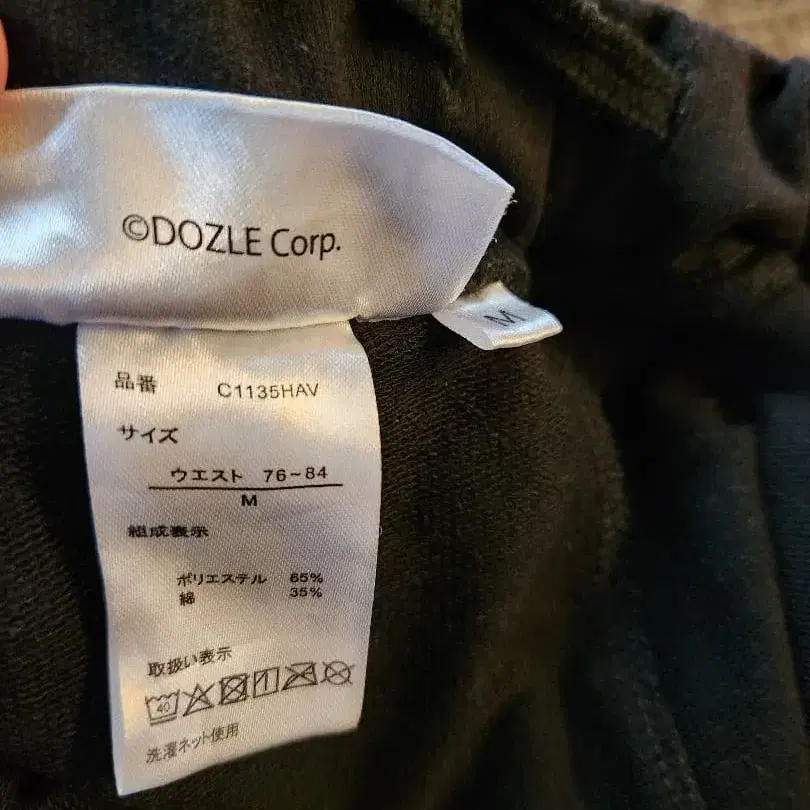 ©DOZLE Corp.
M
品番 C1135HAV
サイズ
ウエスト 76~84
M
組成表示
ポリエステル 65%
綿 35%
取扱い表示
40
洗濯ネット使用